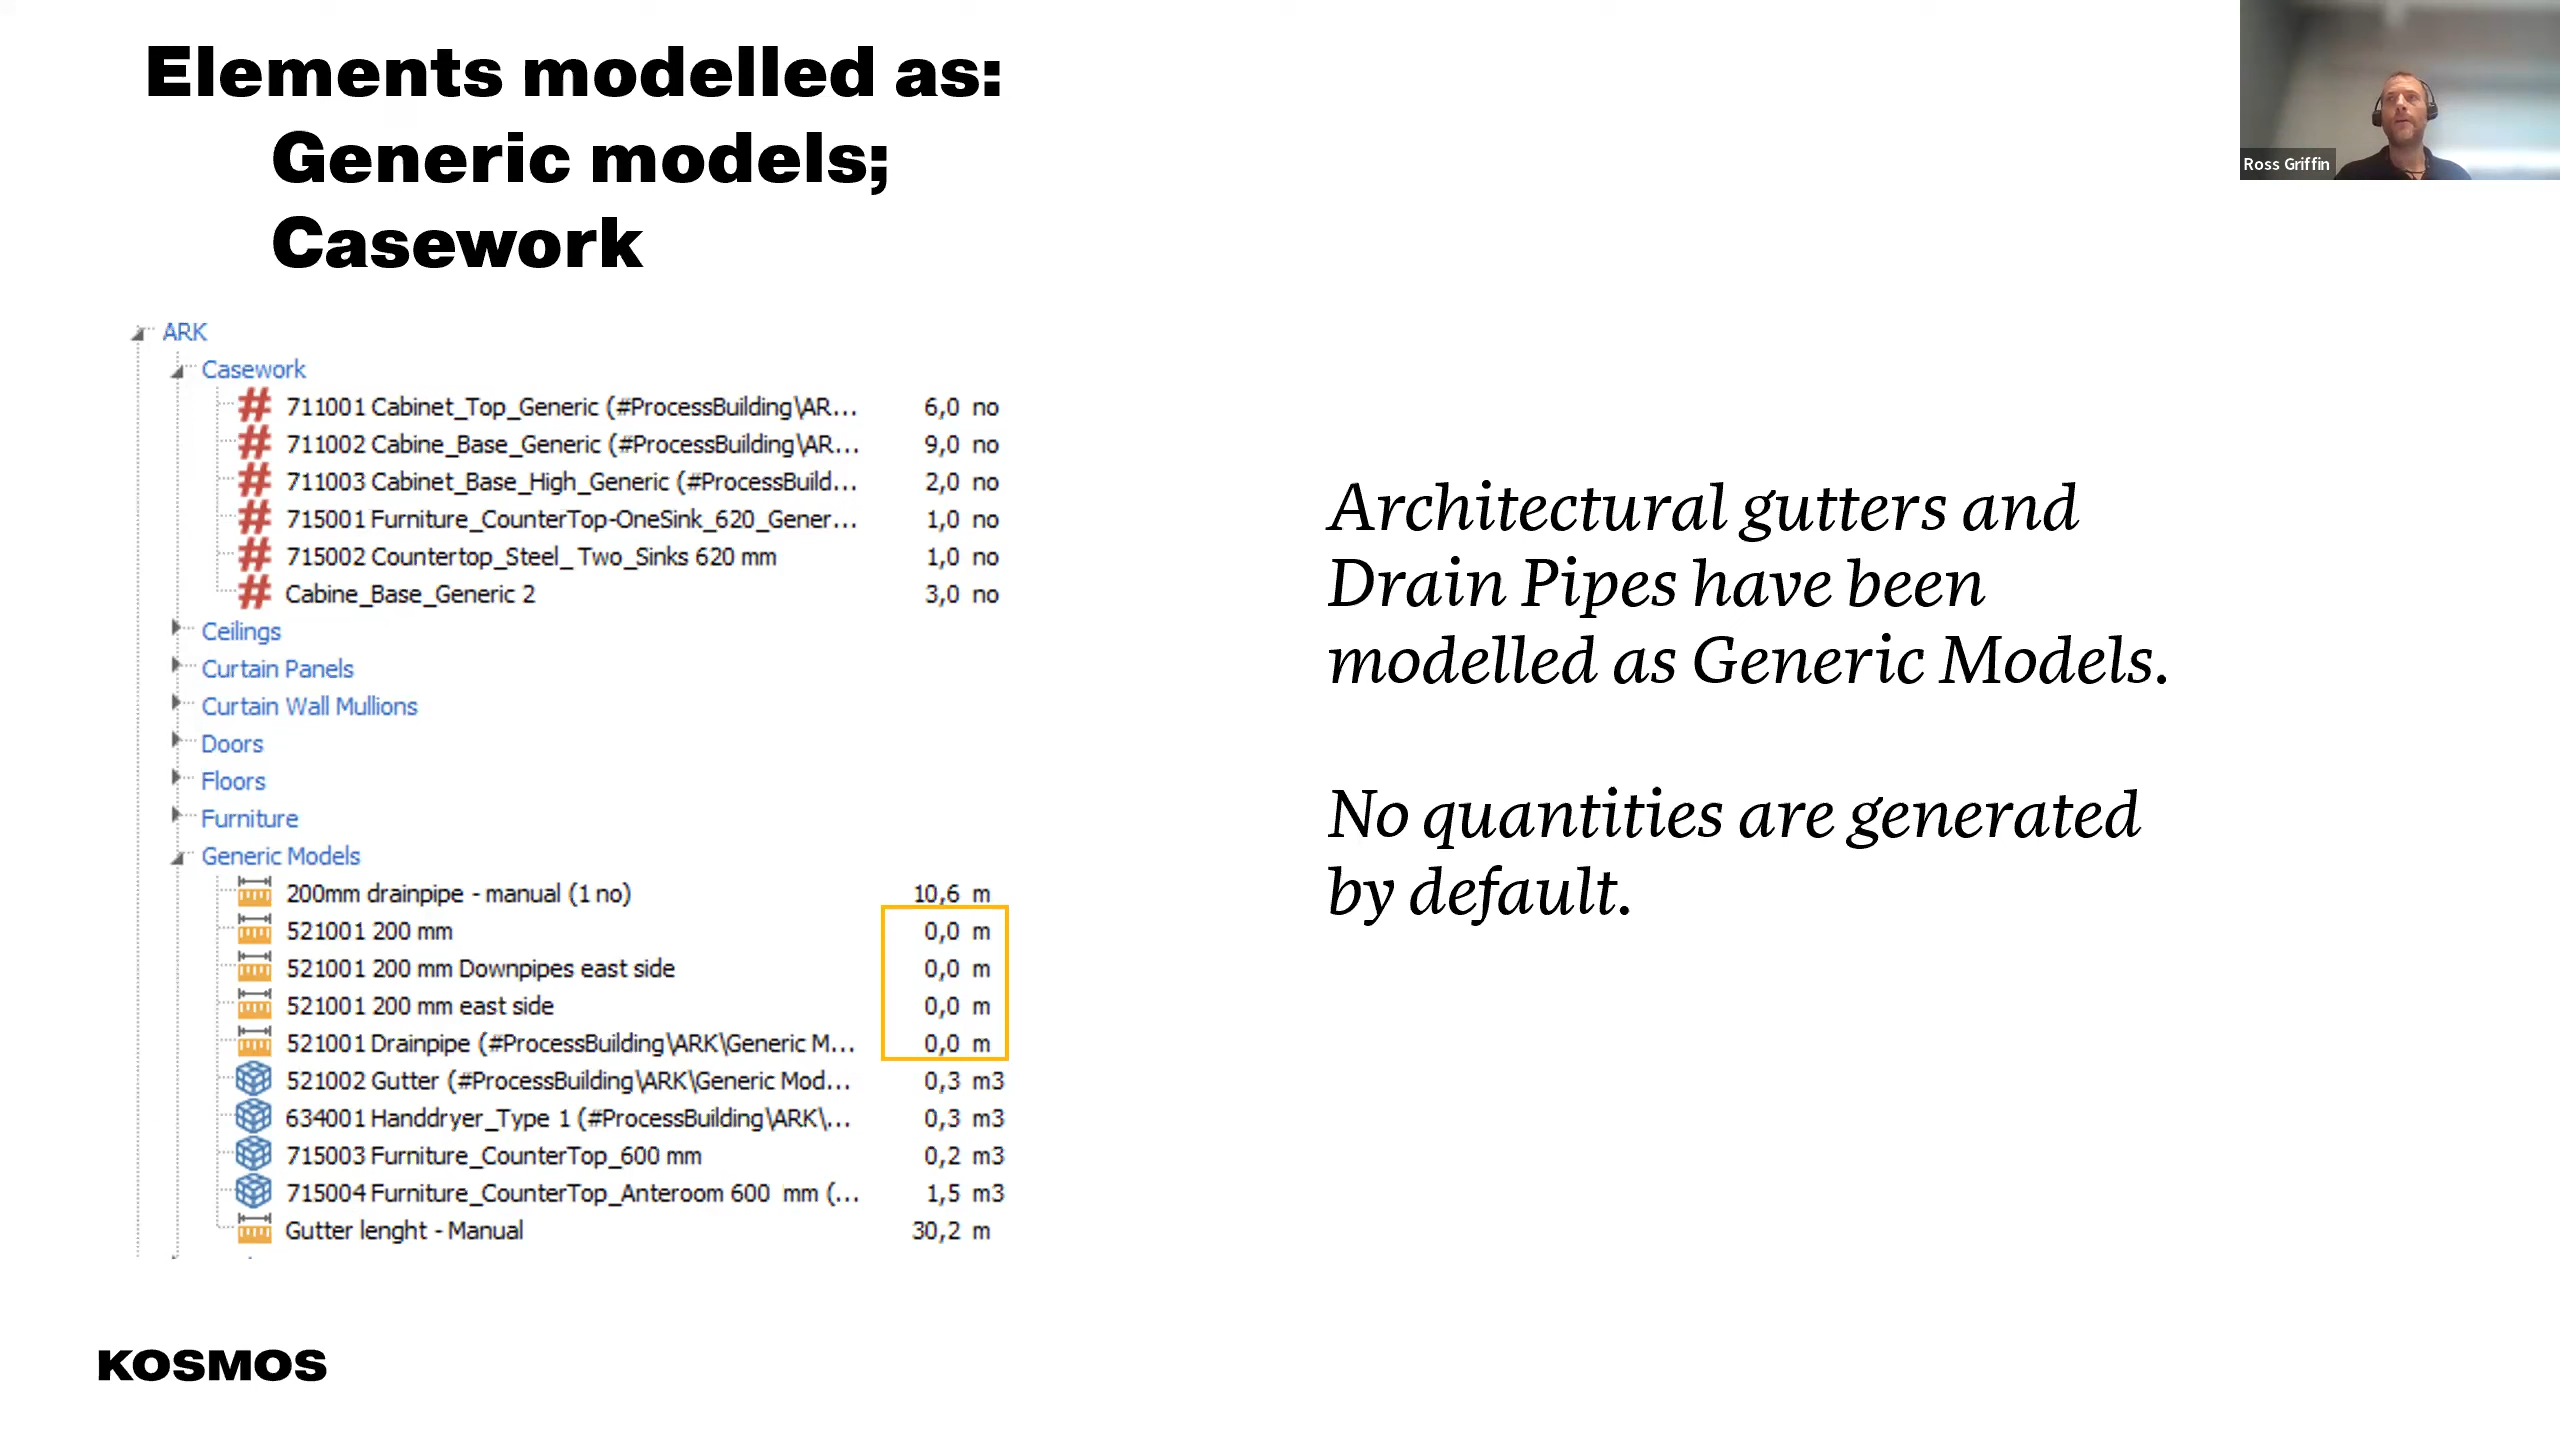 Elements modelled as:
Generic models;
Casework
Ross Griffin
ARK
Casework
711001 Cabinet_Top_Generic (#ProcessBuilding\AR... 6,0 no
711002 Cabine_Base_Generic (#ProcessBuilding\AR... 9,0 no
711003 Cabinet_Base_High_Generic (#ProcessBuild... 2,0 no
715001 Furniture_CounterTop-OneSink_620_Gener... 1,0 no
715002 Countertop_Steel_ Two_Sinks 620 mm 1,0 no
Cabine_Base_Generic 2 3,0 no
Ceilings
Curtain Panels
Curtain Wall Mullions
Doors
Floors
Furniture
Generic Models
200mm drainpipe - manual (1 no) 10,6 m
521001 200 mm 0,0 m
521001 200 mm Downpipes east side 0,0 m
521001 200 mm east side 0,0 m
521001 Drainpipe (#ProcessBuilding\ARK\Generic M... 0,0 m
521002 Gutter (#ProcessBuilding\ARK\Generic Mod... 0,3 m3
634001 Handdryer_Type 1 (#ProcessBuilding\ARK\... 0,3 m3
715003 Furniture_CounterTop_600 mm 0,2 m3
715004 Furniture_CounterTop_Anteroom 600  mm (... 1,5 m3
Gutter lenght - Manual 30,2 m
Architectural gutters and
Drain Pipes have been
modelled as Generic Models.
No quantities are generated
by default.
KOSMOS